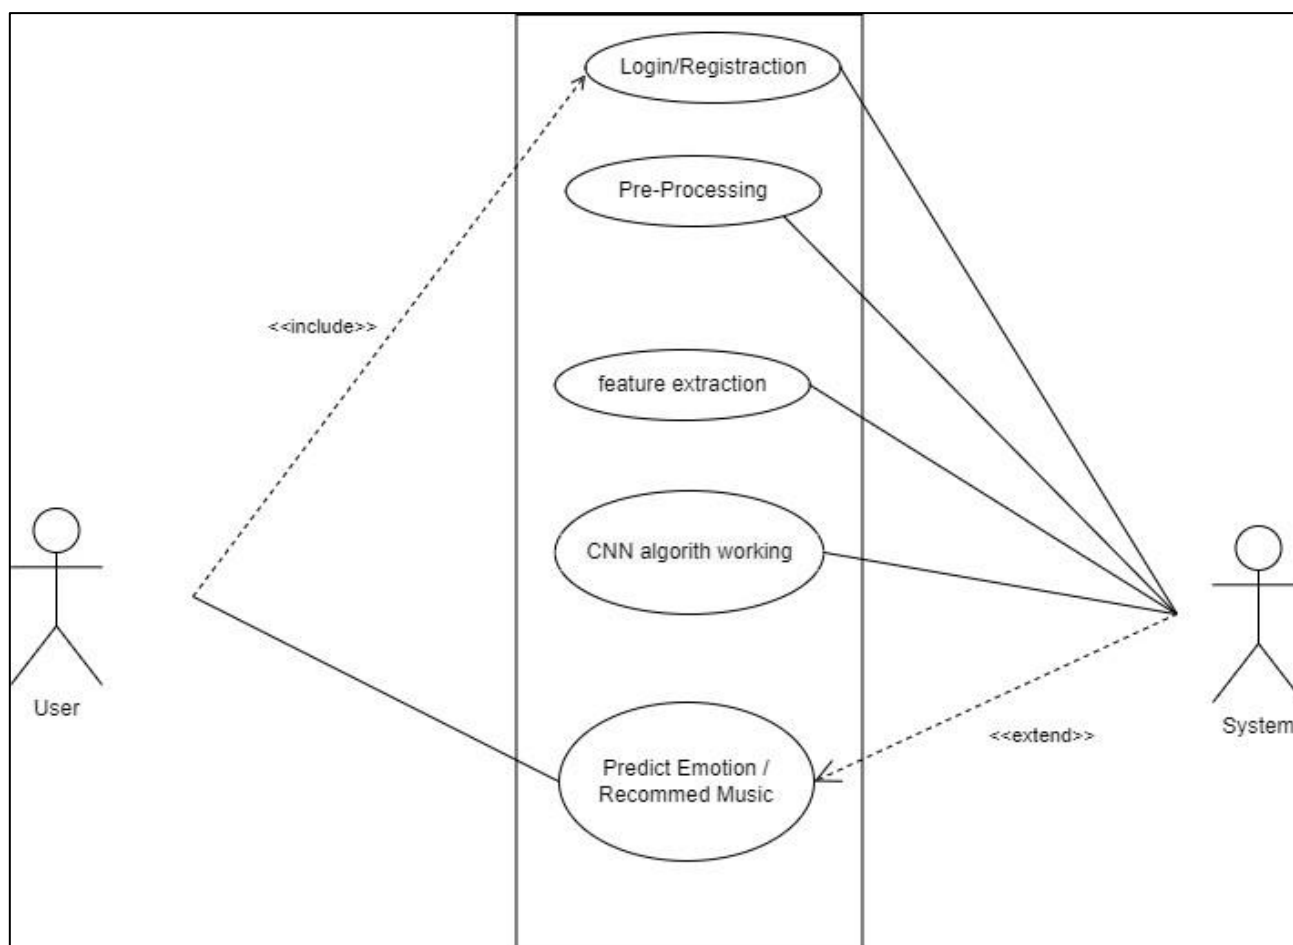 Login/Registraction
Pre-Processing
<<include>>
feature extraction
CNN algorith working
User
System
<<extend>>
Predict Emotion /
Recommed Music